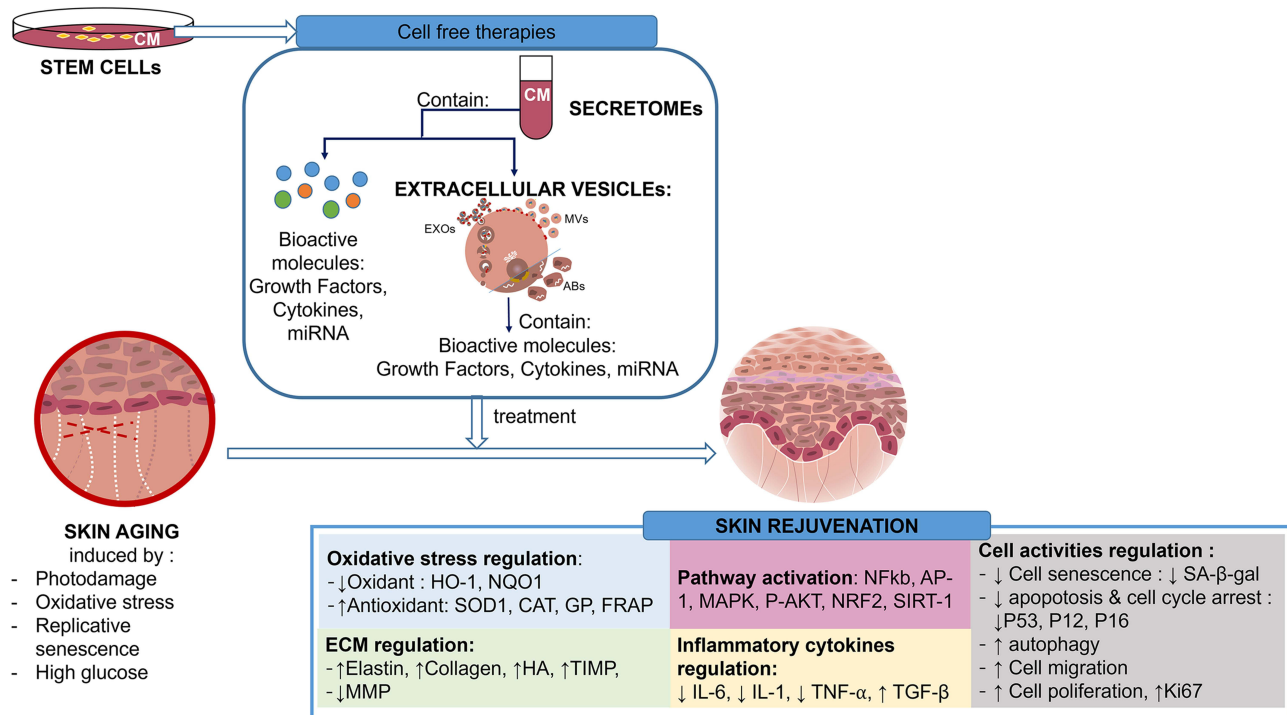 CM
STEM CELLs
Cell free therapies
Contain:
CM
SECRETOMEs
Bioactive
molecules:
Growth Factors,
Cytokines,
miRNA
EXTRACELLULAR VESICLEs:
EXOs
MVs
ABs
Contain:
Bioactive molecules:
Growth Factors, Cytokines, miRNA
treatment
SKIN AGING
induced by :
- Photodamage
- Oxidative stress
- Replicative
senescence
- High glucose
SKIN REJUVENATION
Oxidative stress regulation:
-↓Oxidant : HO-1, NQO1
-↑Antioxidant: SOD1, CAT, GP, FRAP
Pathway activation: NFkb, AP-
1, MAPK, P-AKT, NRF2, SIRT-1
ECM regulation:
-↑Elastin, ↑Collagen, ↑HA, ↑TIMP,
-↓MMP
Inflammatory cytokines
regulation:
↓ IL-6, ↓ IL-1, ↓ TNF-α, ↑ TGF-β
Cell activities regulation :
- ↓ Cell senescence : ↓ SA-β-gal
- ↓ apopotosis & cell cycle arrest :
↓P53, P12, P16
- ↑ autophagy
- ↑ Cell migration
- ↑ Cell poliferation, ↑Ki67